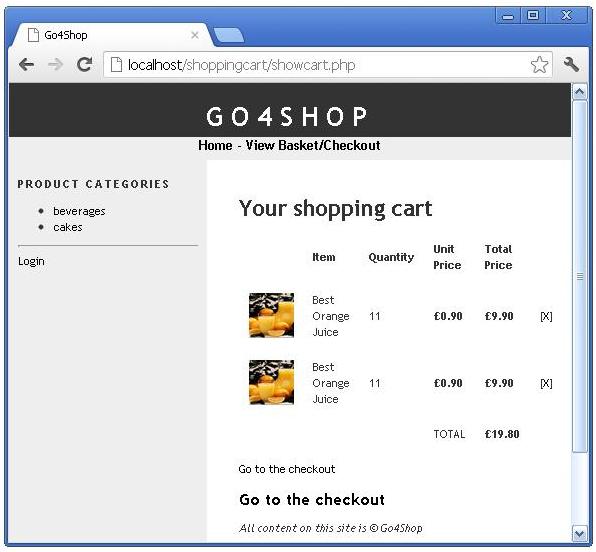 Go4Shop
localhost/shoppingcart/showcart.php
GO4SHOP
Home - View Basket/Checkout
PRODUCT CATEGORIES
beverages
cakes
Login
Your shopping cart
Item Quantity Unit Price Total Price
Best Orange Juice 11 £0.90 £9.90 [X]
Best Orange Juice 11 £0.90 £9.90 [X]
TOTAL £19.80
Go to the checkout
Go to the checkout
All content on this site is © Go4Shop